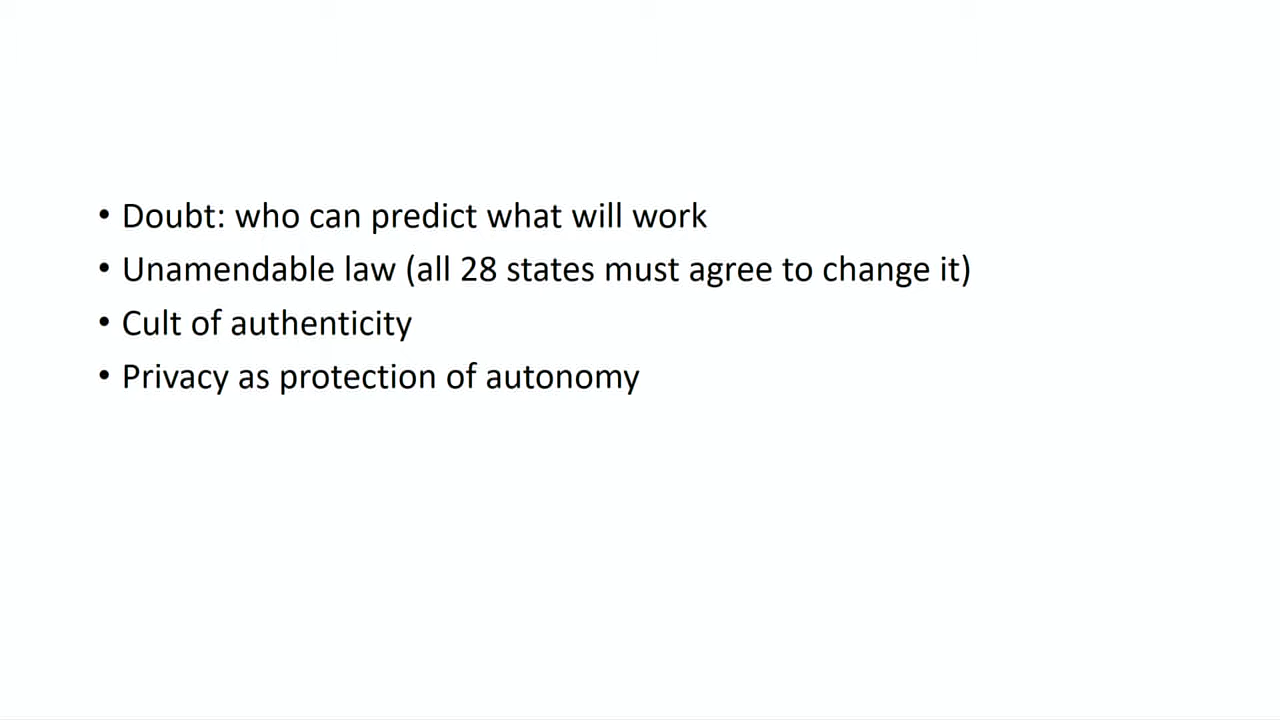 • Doubt: who can predict what will work
• Unamendable law (all 28 states must agree to change it)
• Cult of authenticity
• Privacy as protection of autonomy